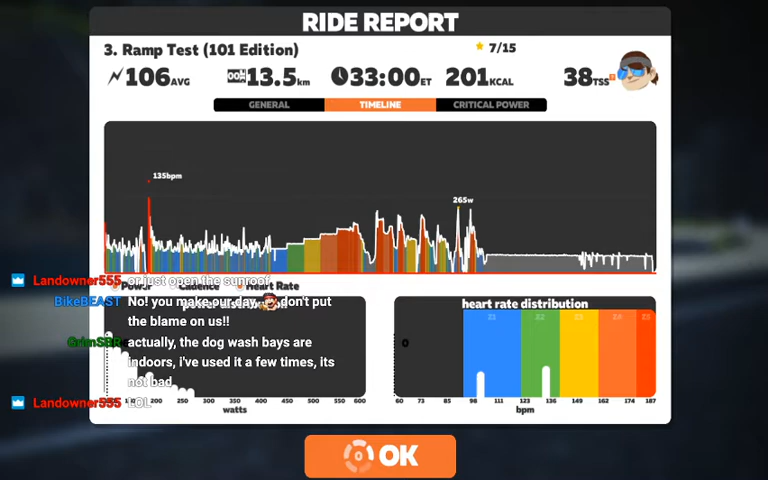 RIDE REPORT
3. Ramp Test (101 Edition)
7/15
106AVG
13.5km
33:00ET
201KCAL
38TSS
GENERAL
TIMELINE
CRITICAL POWER
135bpm
265w
Landowner555 or just open the sunroof
Power Cadence Heart Rate
BikeBEAST No! you make our day don't put
the blame on us!!
GrimSBR actually, the dog wash bays are
indoors, i've used it a few times, its
not bad
Landowner555 LOL
150 200 250 300 350 400 450 500 550 600
watts
heart rate distribution
Z1 Z2 Z3 Z4 Z5
0
60 73 85 98 111 123 136 149 162 174 187
bpm
OK